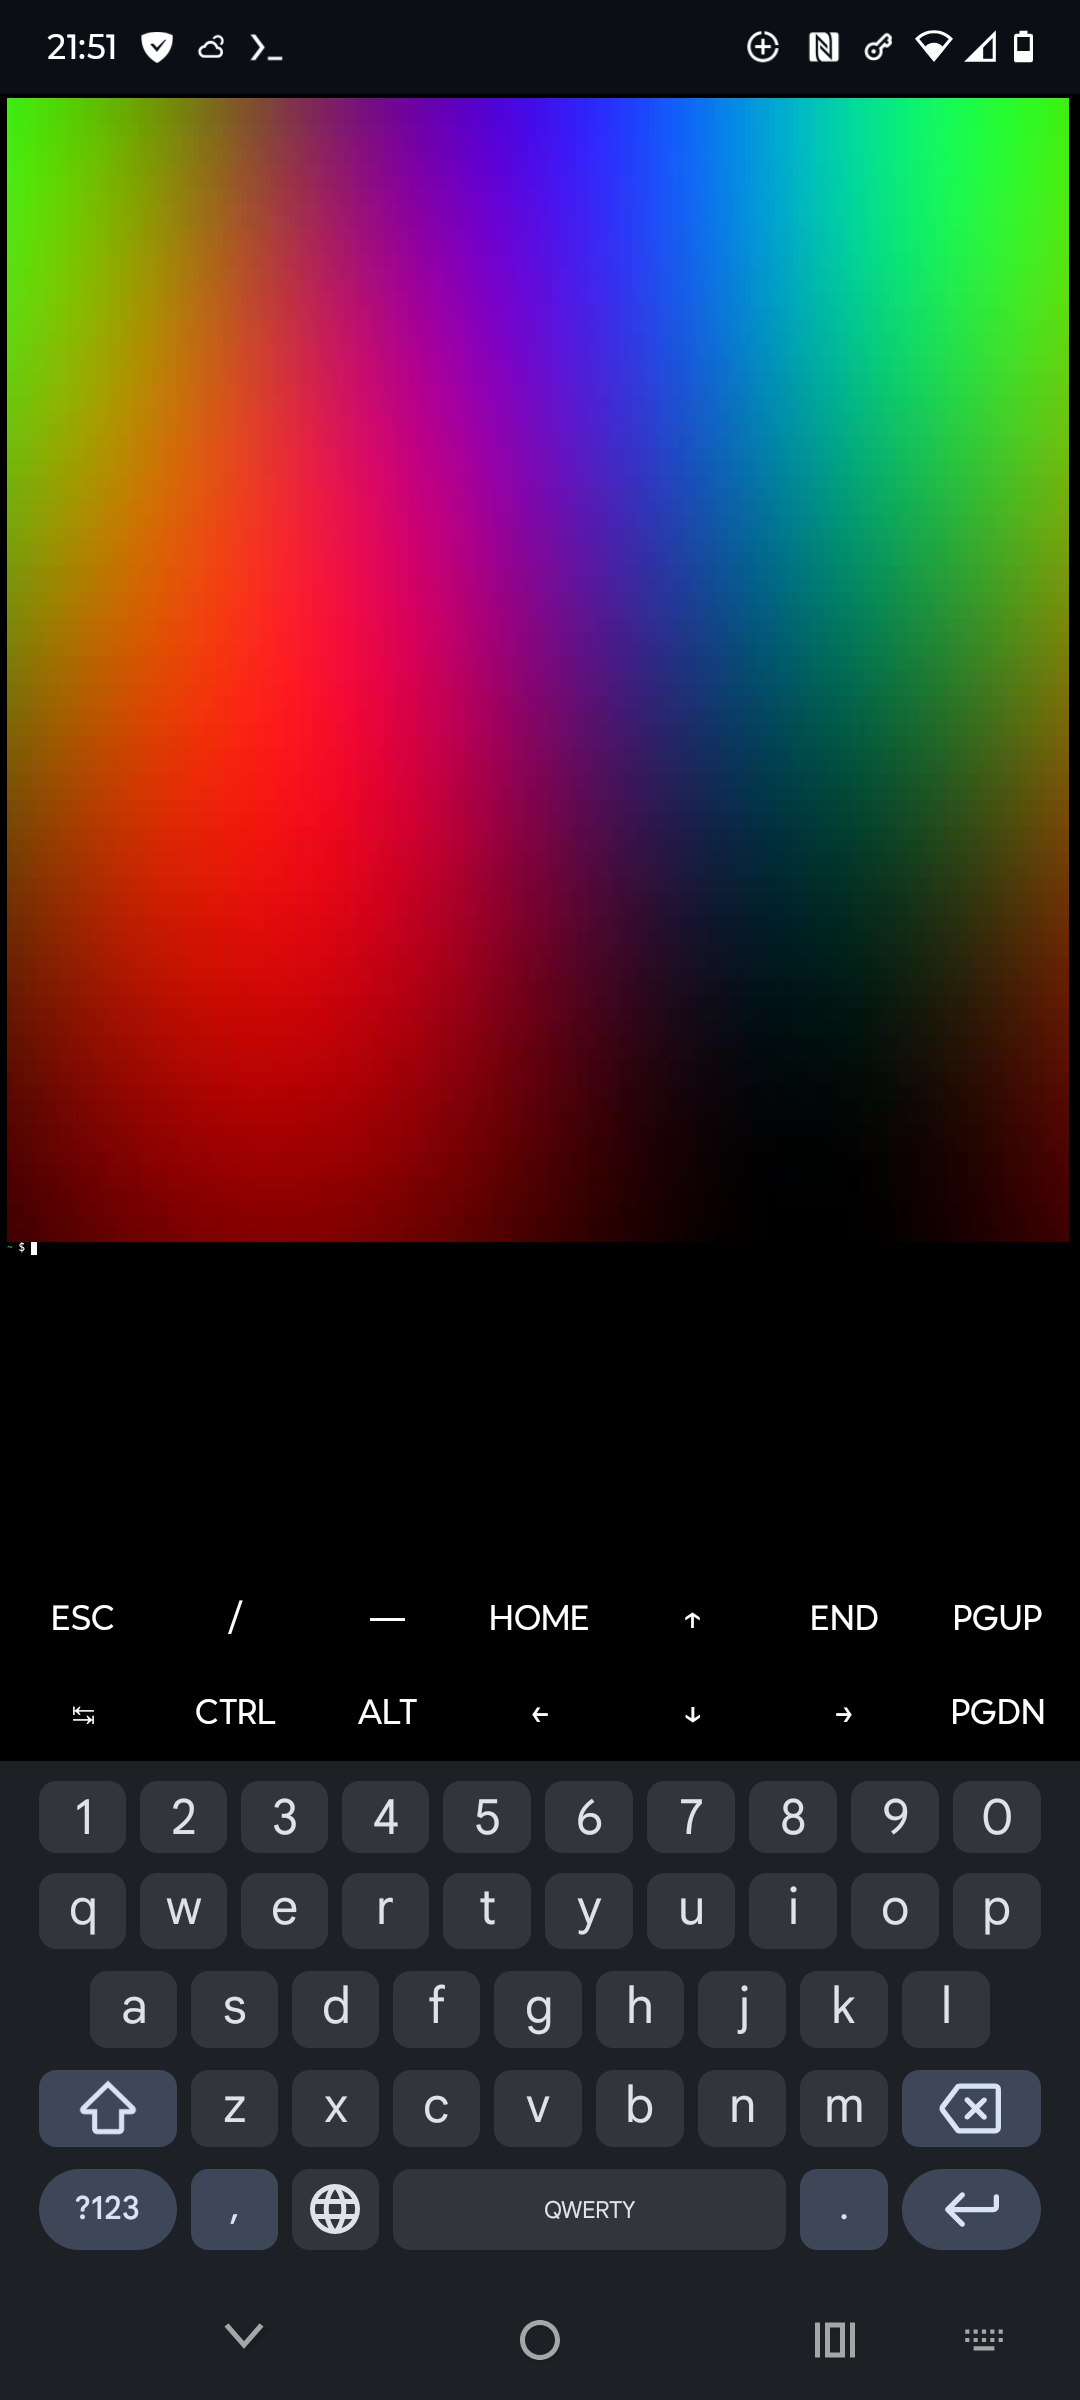 21:51
~ $
ESC / — HOME ↑ END PGUP
↹ CTRL ALT ← ↓ → PGDN
1 2 3 4 5 6 7 8 9 0
q w e r t y u i o p
a s d f g h j k l
z x c v b n m
?123 , QWERTY .